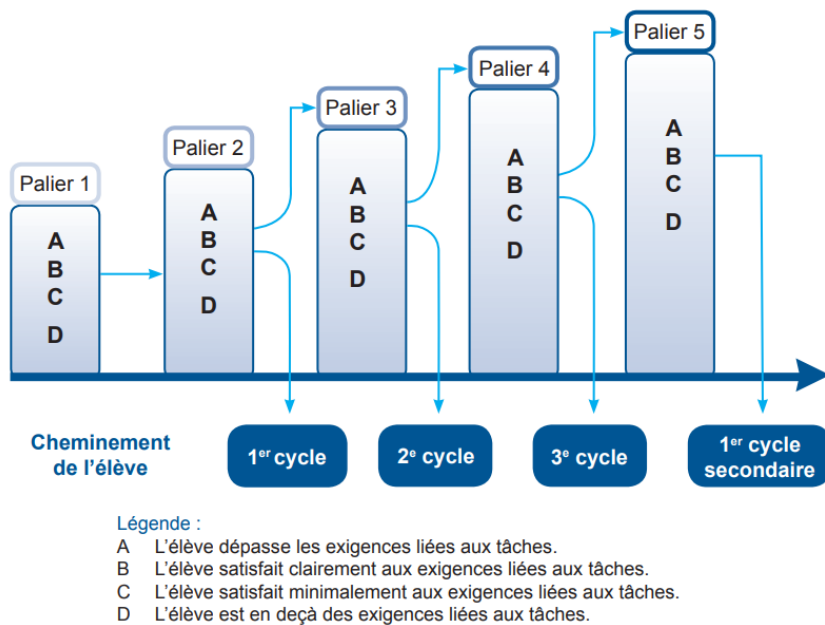 Palier 1
A
B
C
D
Palier 2
A
B
C
D
Palier 3
A
B
C
D
Palier 4
A
B
C
D
Palier 5
A
B
C
D
Cheminement
de l'élève
1er cycle
2e cycle
3e cycle
1er cycle
secondaire
Légende :
A L'élève dépasse les exigences liées aux tâches.
B L'élève satisfait clairement aux exigences liées aux tâches.
C L'élève satisfait minimalement aux exigences liées aux tâches.
D L'élève est en deçà des exigences liées aux tâches.